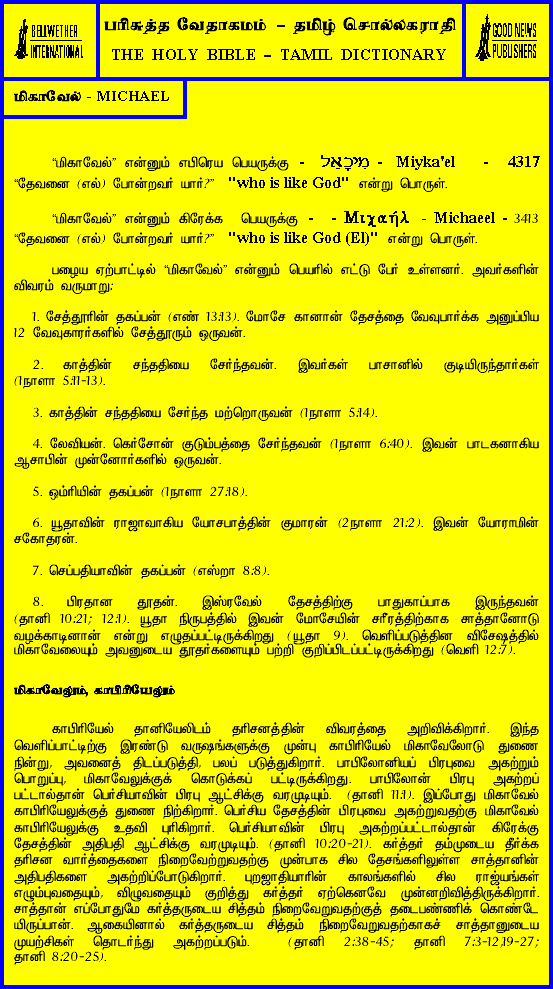 BELLWETHER
INTERNATIONAL
பரிசுத்த வேதாகமம் – தமிழ் சொல்லகராதி
THE HOLY BIBLE – TAMIL DICTIONARY
GOOD NEWS
PUBLISHERS
மிகாவேல் - MICHAEL
“மிகாவேல்” என்னும் எபிரெய பெயருக்கு - מִיכָאֵל - Miyka'el - 4317
“தேவனை (எல்) போன்றவர் யார்?” "who is like God" என்று பொருள்.
“மிகாவேல்” என்னும் கிரேக்க பெயருக்கு - - Μιχαήλ - Michaeel - 3413
“தேவனை (எல்) போன்றவர் யார்?” "who is like God (El)" என்று பொருள்.
பழைய ஏற்பாட்டில் “மிகாவேல்” என்னும் பெயரில் எட்டு பேர் உள்ளனர். அவர்களின்
விவரம் வருமாறு:
1. சேத்தூரின் தகப்பன் (எண் 13:13). மோசே கானான் தேசத்தை வேவுபார்க்க அனுப்பிய
12 வேவுகாரர்களில் சேத்தூரும் ஒருவன்.
2. காத்தின் சந்ததியை சேர்ந்தவன். இவர்கள் பாசானில் குடியிருந்தார்கள்
(1நாளா 5:11-13).
3. காத்தின் சந்ததியை சேர்ந்த மற்றொருவன் (1நாளா 5:14).
4. லேவியன். கெர்சோன் குடும்பத்தை சேர்ந்தவன் (1நாளா 6:40). இவன் பாடகனாகிய
ஆசாபின் முன்னோர்களில் ஒருவன்.
5. ஒம்ரியின் தகப்பன் (1நாளா 27:18).
6. யூதாவின் ராஜாவாகிய யோசபாத்தின் குமாரன் (2நாளா 21:2). இவன் யோராமின்
சகோதரன்.
7. செப்பதியாவின் தகப்பன் (எஸ்றா 8:8).
8. பிரதான தூதன். இஸ்ரவேல் தேசத்திற்கு பாதுகாப்பாக இருந்தவன்
(தானி 10:21; 12:1). யூதா நிருபத்தில் இவன் மோசேயின் சரீரத்திற்காக சாத்தானோடு
வழக்காடினான் என்று எழுதப்பட்டிருக்கிறது (யூதா 9). வெளிப்படுத்தின விசேஷத்தில்
மிகாவேலையும் அவனுடைய தூதர்களையும் பற்றி குறிப்பிடப்பட்டிருக்கிறது (வெளி 12:7).
மிகாவேலும், காபிரியேலும்
காபிரியேல் தானியேலிடம் தரிசனத்தின் விவரத்தை அறிவிக்கிறார். இந்த
வெளிப்பாட்டிற்கு இரண்டு வருஷங்களுக்கு முன்பு காபிரியேல் மிகாவேலோடு துணை
நின்று, அவனைத் திடப்படுத்தி, பலப் படுத்துகிறார். பாபிலோனியப் பிரபுவை அகற்றும்
பொறுப்பு, மிகாவேலுக்குக் கொடுக்கப் பட்டிருக்கிறது. பாபிலோன் பிரபு அகற்றப்
பட்டால்தான் பெர்சியாவின் பிரபு ஆட்சிக்கு வரமுடியும். (தானி 11:1). இப்போது மிகாவேல்
காபிரியேலுக்குத் துணை நிற்கிறார். பெர்சிய தேசத்தின் பிரபுவை அகற்றுவதற்கு மிகாவேல்
காபிரியேலுக்கு உதவி புரிகிறார். பெர்சியாவின் பிரபு அகற்றப்பட்டால்தான் கிரேக்கு
தேசத்தின் அதிபதி ஆட்சிக்கு வரமுடியும். (தானி 10:20-21). கர்த்தர் தம்முடைய தீர்க்க
தரிசன வார்த்தைகளை நிறைவேற்றுவதற்கு முன்பாக சில தேசங்களிலுள்ள சாத்தானின்
அதிபதிகளை அகற்றிப்போடுகிறார். புறஜாதியாரின் காலங்களில் சில ராஜ்யங்கள்
எழும்புவதையும், விழுவதையும் குறித்து கர்த்தர் ஏற்கெனவே முன்னறிவித்திருக்கிறார்.
சாத்தான் எப்போதுமே கர்த்தருடைய சித்தம் நிறைவேறுவதற்குத் தடைபண்ணிக் கொண்டே
யிருப்பான். ஆகையினால் கர்த்தருடைய சித்தம் நிறைவேறுவதற்காகச் சாத்தானுடைய
முயற்சிகள் தொடர்ந்து அகற்றப்படும். (தானி 2:38-45; தானி 7:3-12,19-27;
தானி 8:20-25).